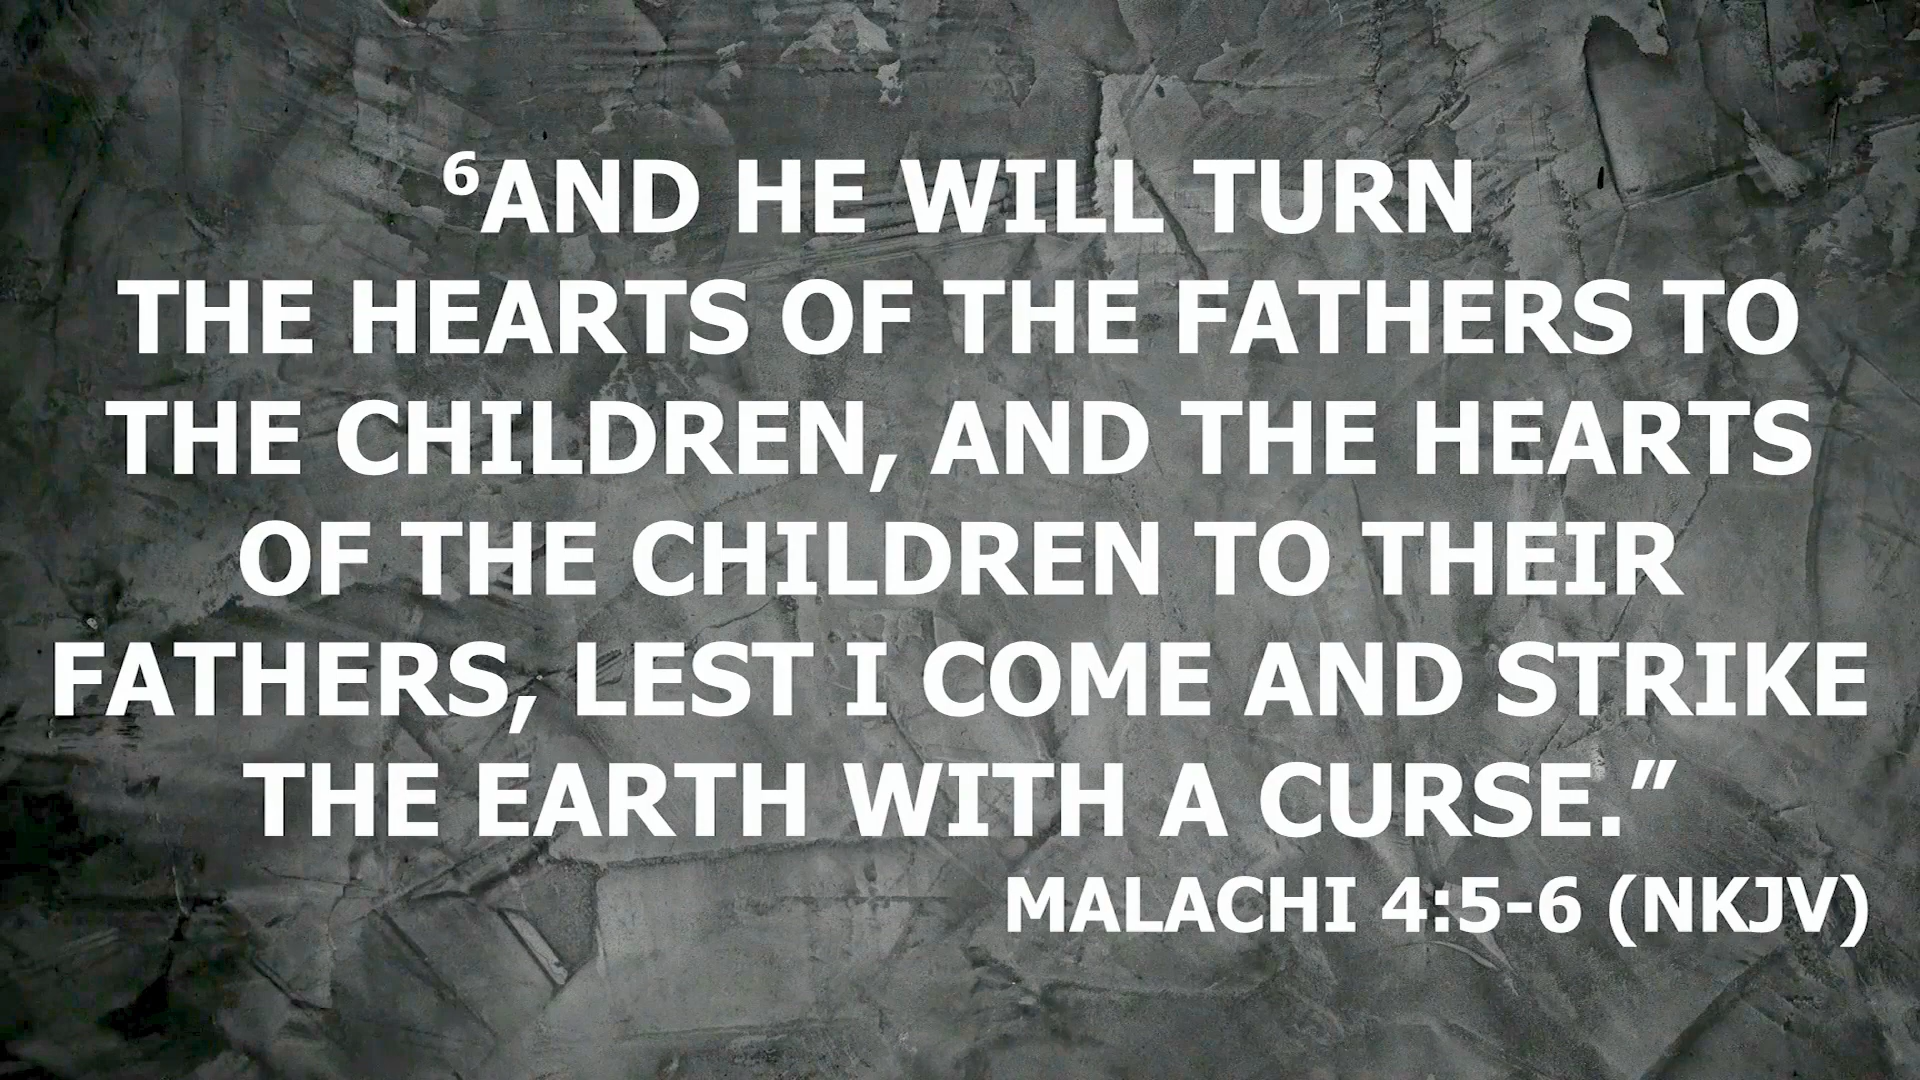 ⁶AND HE WILL TURN
THE HEARTS OF THE FATHERS TO
THE CHILDREN, AND THE HEARTS
OF THE CHILDREN TO THEIR
FATHERS, LEST I COME AND STRIKE
THE EARTH WITH A CURSE.”
MALACHI 4:5-6 (NKJV)